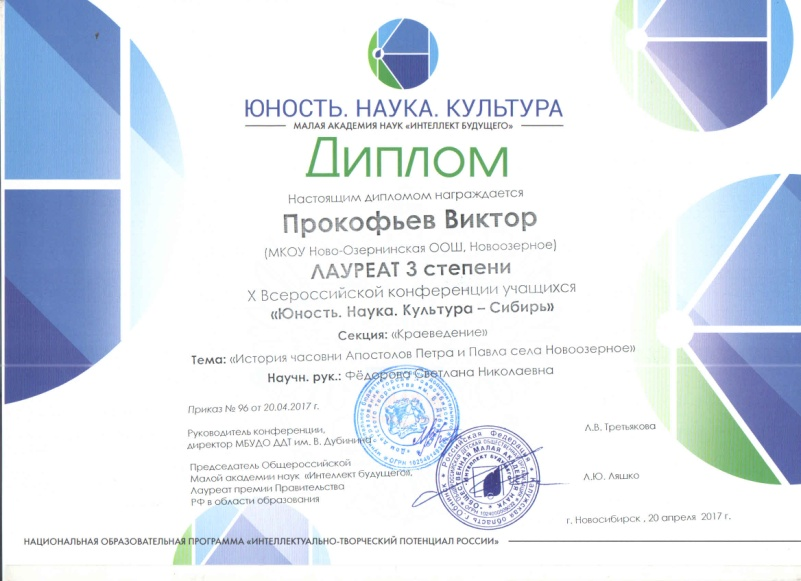 ЮНОСТЬ. НАУКА. КУЛЬТУРА
МАЛАЯ АКАДЕМИЯ НАУК «ИНТЕЛЛЕКТ БУДУЩЕГО»
ДИПЛОМ
Настоящим дипломом награждается
Прокофьев Виктор
(МКОУ Ново-Озернинская ООШ, Новоозерное)
ЛАУРЕАТ 3 степени
X Всероссийской конференции учащихся
«Юность. Наука. Культура – Сибирь»
Секция: «Краеведение»
Тема: «История часовни Апостолов Петра и Павла села Новоозерное»
Научн. рук.: Фёдорова Светлана Николаевна
Приказ № 96 от 20.04.2017 г.
Руководитель конференции,
директор МБУДО ДДТ им. В. Дубинина
Л.В. Третьякова
Председатель Общероссийской
Малой академии наук «Интеллект будущего»,
Лауреат премии Правительства
РФ в области образования
Л.Ю. Ляшко
г. Новосибирск , 20 апреля 2017 г.
НАЦИОНАЛЬНАЯ ОБРАЗОВАТЕЛЬНАЯ ПРОГРАММА «ИНТЕЛЛЕКТУАЛЬНО-ТВОРЧЕСКИЙ ПОТЕНЦИАЛ РОССИИ»